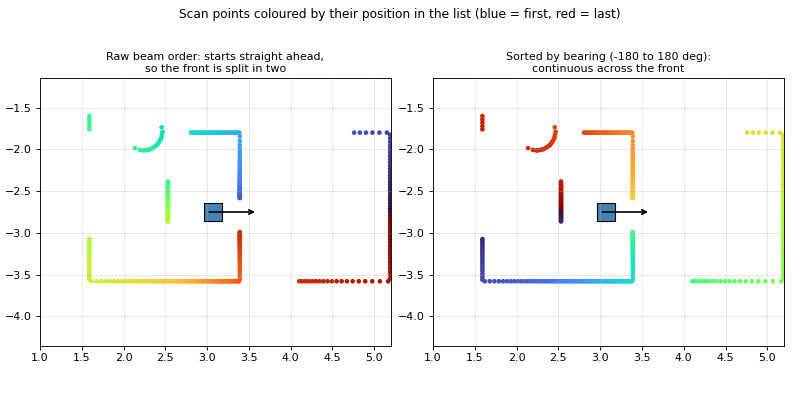 Scan points coloured by their position in the list (blue = first, red = last)
Raw beam order: starts straight ahead,
so the front is split in two
Sorted by bearing (-180 to 180 deg):
continuous across the front
−1.5
−2.0
−2.5
−3.0
−3.5
−4.0
1.0 1.5 2.0 2.5 3.0 3.5 4.0 4.5 5.0
−1.5
−2.0
−2.5
−3.0
−3.5
−4.0
1.0 1.5 2.0 2.5 3.0 3.5 4.0 4.5 5.0